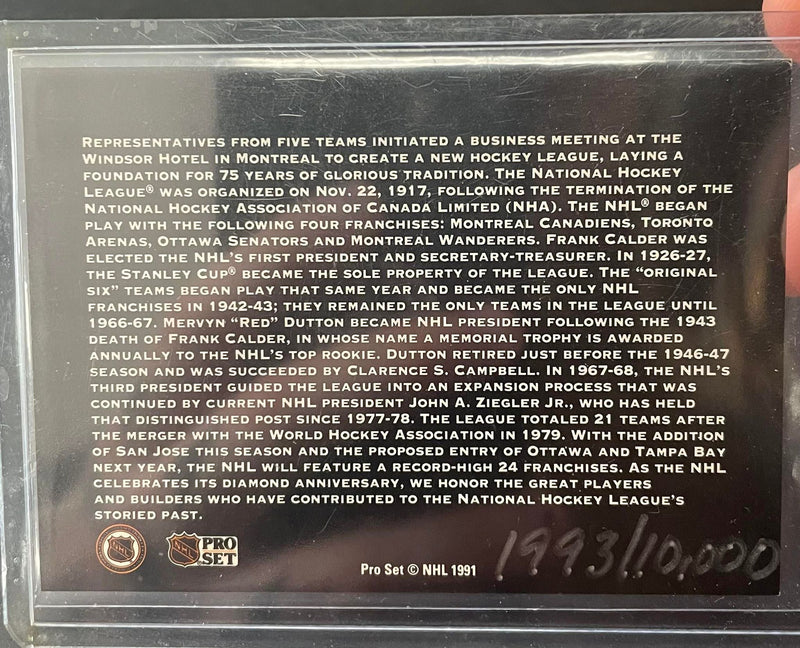 REPRESENTATIVES FROM FIVE TEAMS INITIATED A BUSINESS MEETING AT THE
WINDSOR HOTEL IN MONTREAL TO CREATE A NEW HOCKEY LEAGUE, LAYING A
FOUNDATION FOR 75 YEARS OF GLORIOUS TRADITION. THE NATIONAL HOCKEY
LEAGUE® WAS ORGANIZED ON NOV. 22, 1917, FOLLOWING THE TERMINATION OF THE
NATIONAL HOCKEY ASSOCIATION OF CANADA LIMITED (NHA). THE NHL® BEGAN
PLAY WITH THE FOLLOWING FOUR FRANCHISES: MONTREAL CANADIENS, TORONTO
ARENAS, OTTAWA SENATORS AND MONTREAL WANDERERS. FRANK CALDER WAS
ELECTED THE NHL'S FIRST PRESIDENT AND SECRETARY-TREASURER. IN 1926-27,
THE STANLEY CUP® BECAME THE SOLE PROPERTY OF THE LEAGUE. THE "ORIGINAL
SIX" TEAMS BEGAN PLAY THAT SAME YEAR AND BECAME THE ONLY NHL
FRANCHISES IN 1942-43; THEY REMAINED THE ONLY TEAMS IN THE LEAGUE UNTIL
1966-67. MERVYN "RED" DUTTON BECAME NHL PRESIDENT FOLLOWING THE 1943
DEATH OF FRANK CALDER, IN WHOSE NAME A MEMORIAL TROPHY IS AWARDED
ANNUALLY TO THE NHL'S TOP ROOKIE. DUTTON RETIRED JUST BEFORE THE 1946-47
SEASON AND WAS SUCCEEDED BY CLARENCE S. CAMPBELL. IN 1967-68, THE NHL'S
THIRD PRESIDENT GUIDED THE LEAGUE INTO AN EXPANSION PROCESS THAT WAS
CONTINUED BY CURRENT NHL PRESIDENT JOHN A. ZIEGLER JR., WHO HAS HELD
THAT DISTINGUISHED POST SINCE 1977-78. THE LEAGUE TOTALED 21 TEAMS AFTER
THE MERGER WITH THE WORLD HOCKEY ASSOCIATION IN 1979. WITH THE ADDITION
OF SAN JOSE THIS SEASON AND THE PROPOSED ENTRY OF OTTAWA AND TAMPA BAY
NEXT YEAR, THE NHL WILL FEATURE A RECORD-HIGH 24 FRANCHISES. AS THE NHL
CELEBRATES ITS DIAMOND ANNIVERSARY, WE HONOR THE GREAT PLAYERS
AND BUILDERS WHO HAVE CONTRIBUTED TO THE NATIONAL HOCKEY LEAGUE'S
STORIED PAST.
NHL
NHL PRO SET
Pro Set © NHL 1991
1993/10,000